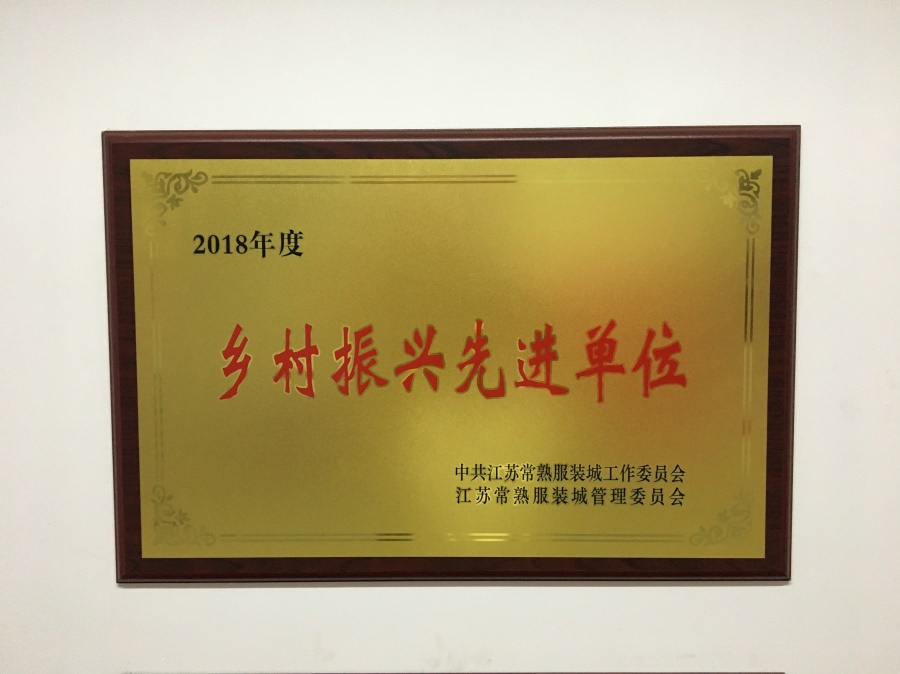 2018年度
乡村振兴先进单位
中共江苏常熟服装城工作委员会
江苏常熟服装城管理委员会